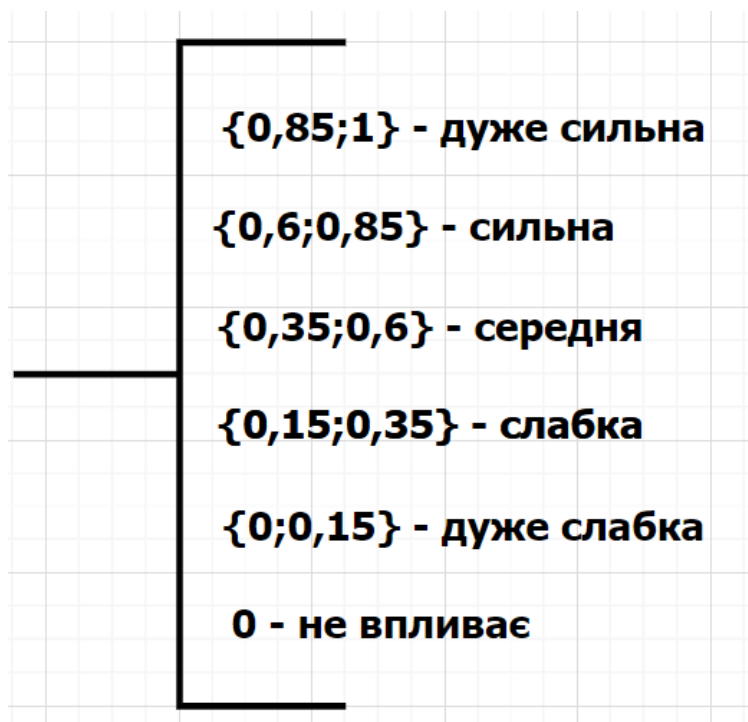 {0,85;1} - дуже сильна
{0,6;0,85} - сильна
{0,35;0,6} - середня
{0,15;0,35} - слабка
{0;0,15} - дуже слабка
0 - не впливає